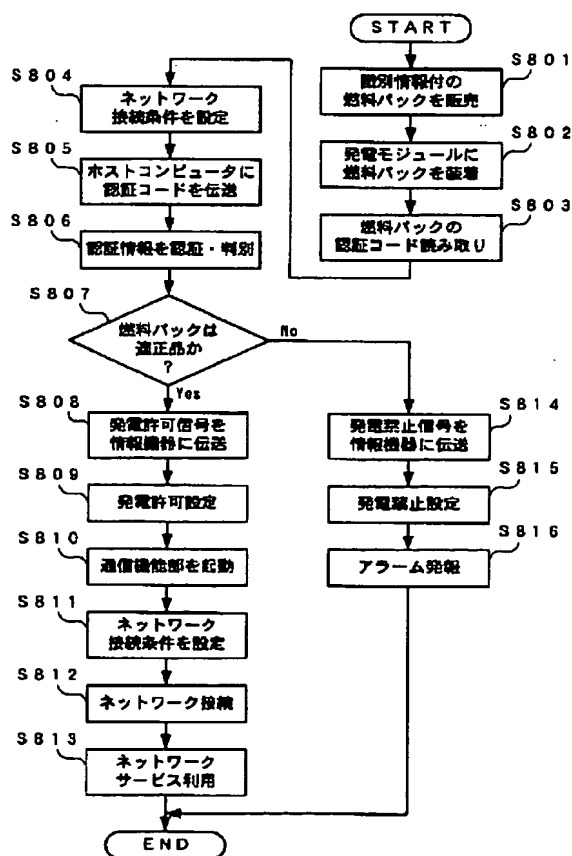 START
S801
識別情報付の
燃料パックを販売
S802
発電モジュールに
燃料パックを装着
S803
燃料パックの
認証コード読み取り
S804
ネットワーク
接続条件を設定
S805
ホストコンピュータに
認証コードを伝送
S806
認証情報を認証・判別
S807
燃料パックは
適正品か
?
No
Yes
S808
発電許可信号を
情報機器に伝送
S809
発電許可設定
S810
通信機能部を起動
S811
ネットワーク
接続条件を設定
S812
ネットワーク接続
S813
ネットワーク
サービス利用
S814
発電禁止信号を
情報機器に伝送
S815
発電禁止設定
S816
アラーム発報
END